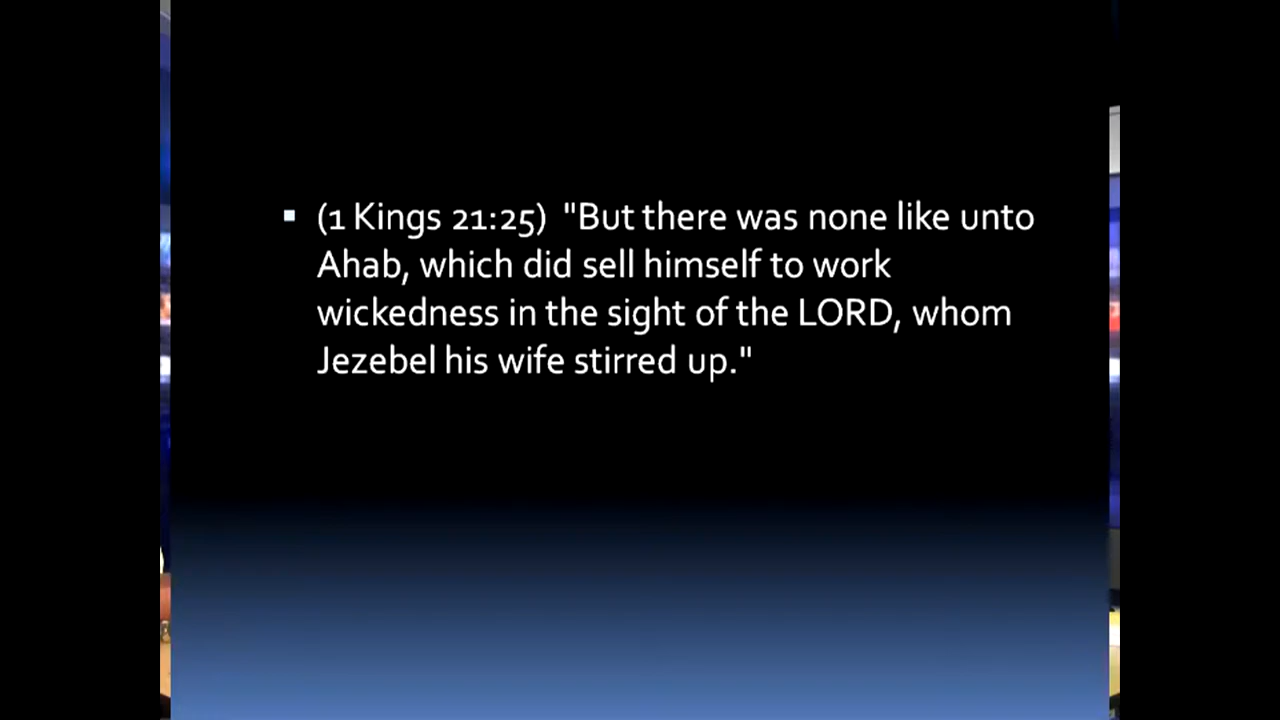 ▪ (1 Kings 21:25)  "But there was none like unto
Ahab, which did sell himself to work
wickedness in the sight of the LORD, whom
Jezebel his wife stirred up."